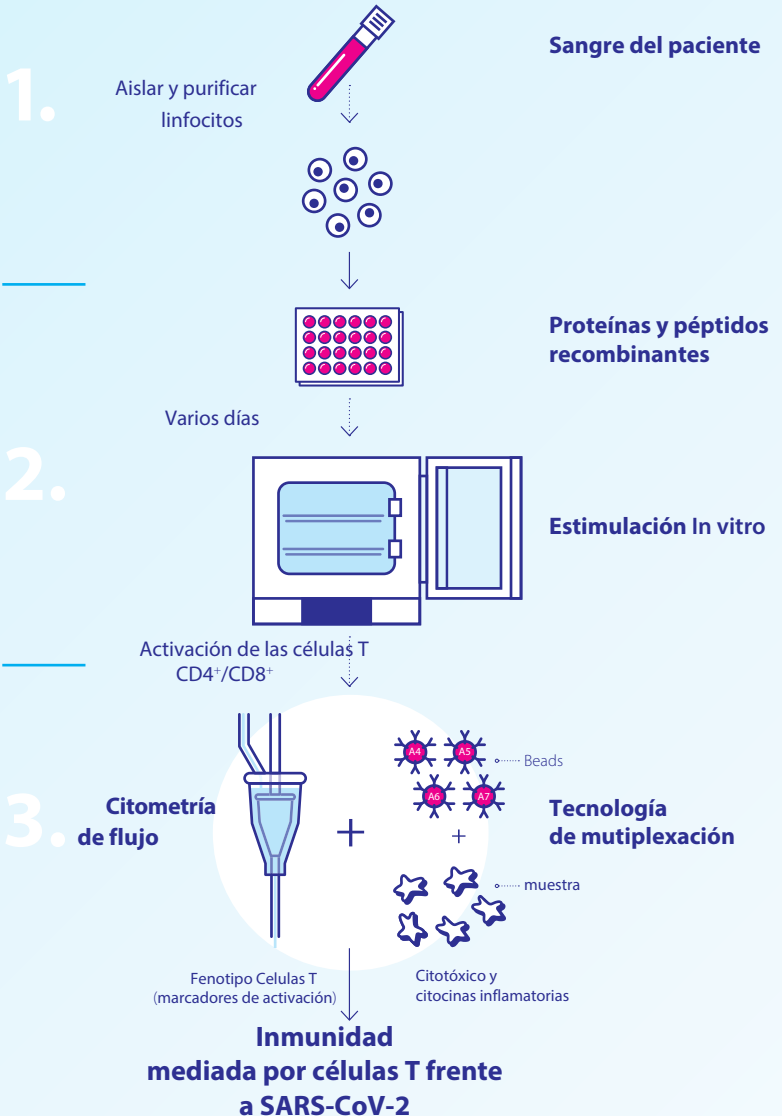 1.
Sangre del paciente
Aislar y purificar
linfocitos
Proteínas y péptidos
recombinantes
Varios días
2.
Estimulación In vitro
Activación de las células T
CD4⁺/CD8⁺
3.
Citometría
de flujo
+
A4
A5
A6
A7
Beads
+
Tecnología
de mutiplexación
muestra
Fenotipo Celulas T
(marcadores de activación)
Citotóxico y
citocinas inflamatorias
Inmunidad
mediada por células T frente
a SARS-CoV-2